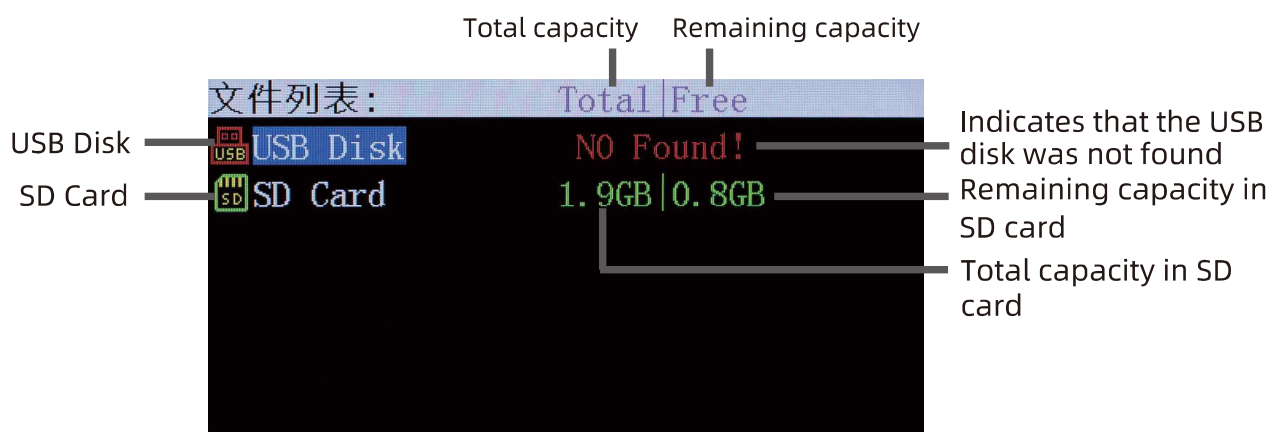 Total capacity Remaining capacity
文件列表: Total Free
USB Disk
USB
USB Disk
NO Found!
Indicates that the USB
disk was not found
SD Card
SD
SD Card
1.9GB 0.8GB
Remaining capacity in
SD card
Total capacity in SD
card